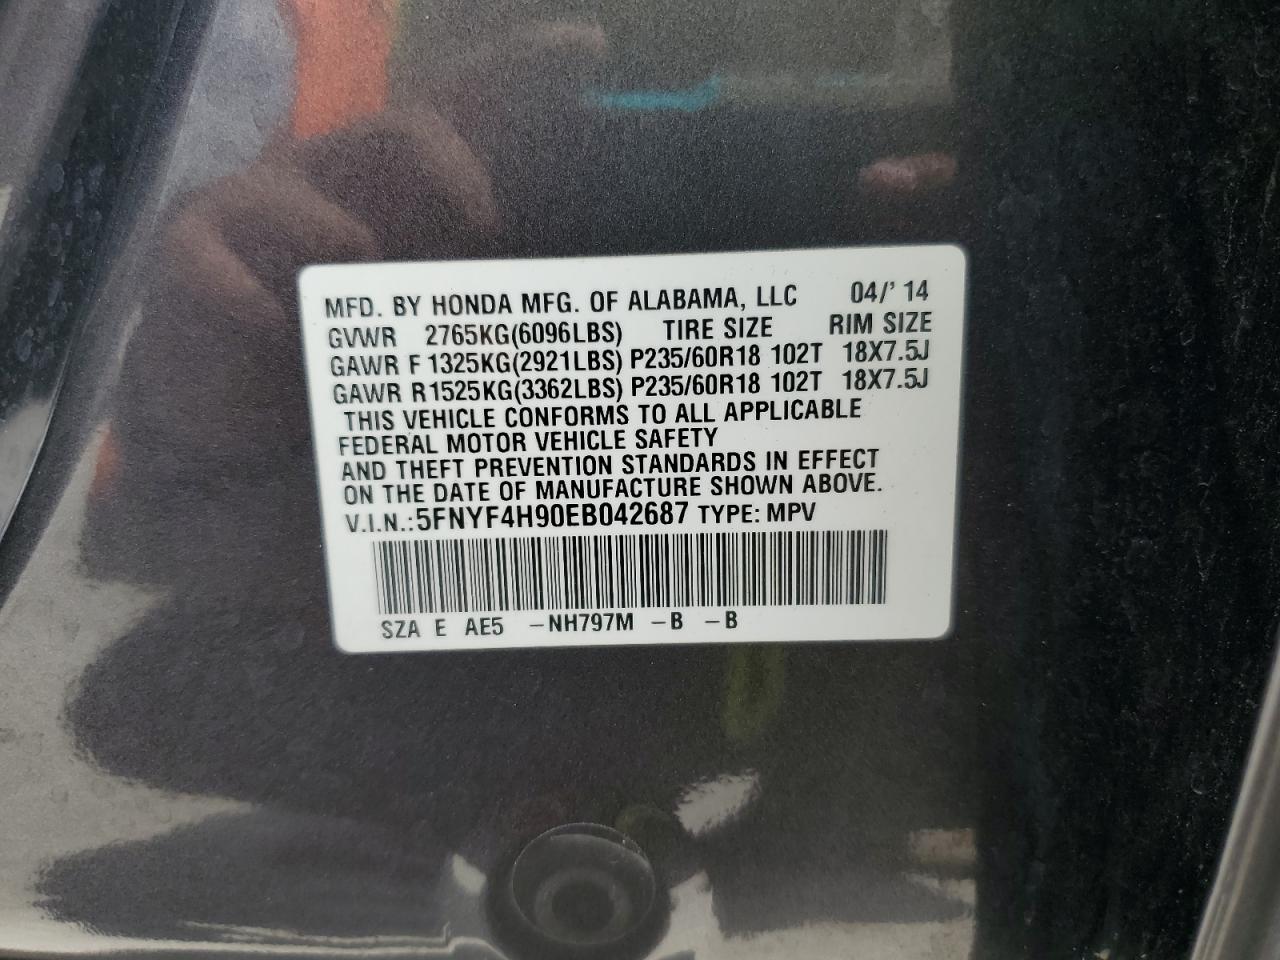 MFD. BY HONDA MFG. OF ALABAMA, LLC 04/' 14
GVWR 2765KG(6096LBS) TIRE SIZE RIM SIZE
GAWR F 1325KG(2921LBS) P235/60R18 102T 18X7.5J
GAWR R1525KG(3362LBS) P235/60R18 102T 18X7.5J
THIS VEHICLE CONFORMS TO ALL APPLICABLE
FEDERAL MOTOR VEHICLE SAFETY
AND THEFT PREVENTION STANDARDS IN EFFECT
ON THE DATE OF MANUFACTURE SHOWN ABOVE.
V.I.N.:5FNYF4H90EB042687 TYPE: MPV
SZA E AE5 -NH797M -B -B